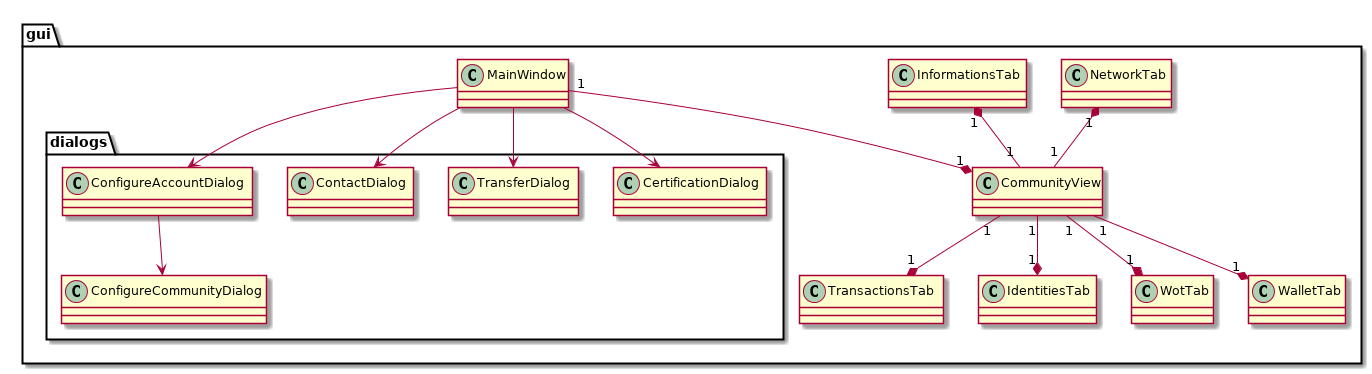 gui
C MainWindow
C InformationsTab
C NetworkTab
1
1
1
dialogs
1
1
1
C ConfigureAccountDialog
C ContactDialog
C TransferDialog
C CertificationDialog
C CommunityView
1
1
1
1
1
1
1
1
C ConfigureCommunityDialog
C TransactionsTab
C IdentitiesTab
C WotTab
C WalletTab